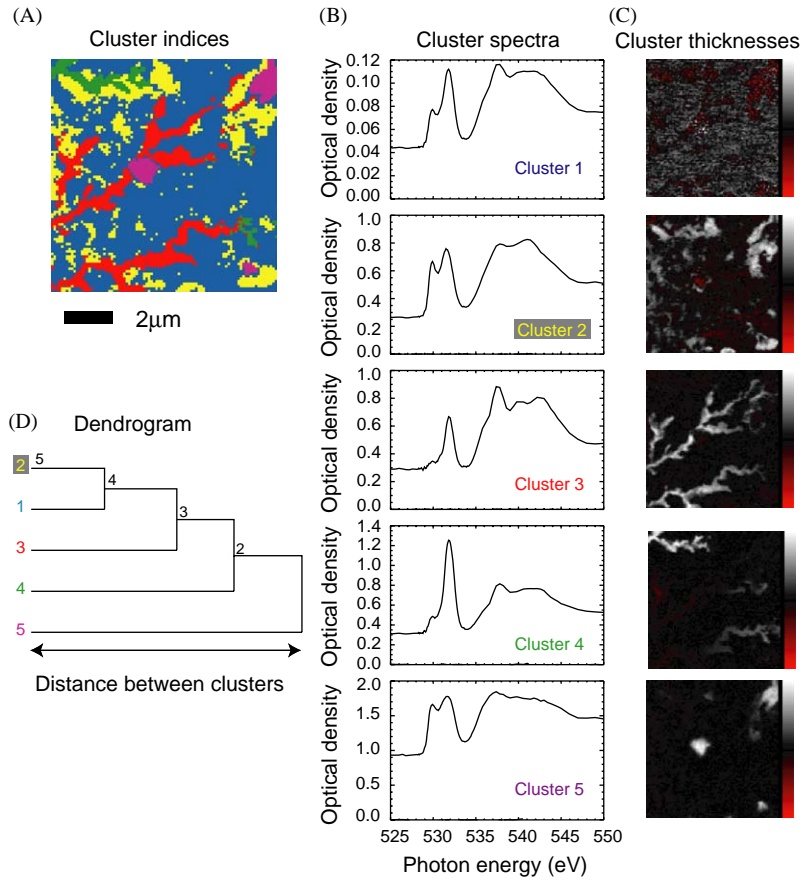 (A)
Cluster indices
2μm
(B)
Cluster spectra
Optical density
0.12
0.10
0.08
0.06
0.04
0.02
0.00
Cluster 1
Optical density
1.0
0.8
0.6
0.4
0.2
0.0
Cluster 2
Optical density
1.0
0.8
0.6
0.4
0.2
0.0
Cluster 3
Optical density
1.4
1.2
1.0
0.8
0.6
0.4
0.2
0.0
Cluster 4
Optical density
2.0
1.5
1.0
0.5
0.0
Cluster 5
525 530 535 540 545 550
Photon energy (eV)
(C)
Cluster thicknesses
(D)
Dendrogram
2
1
3
4
5
5
4
3
2
Distance between clusters